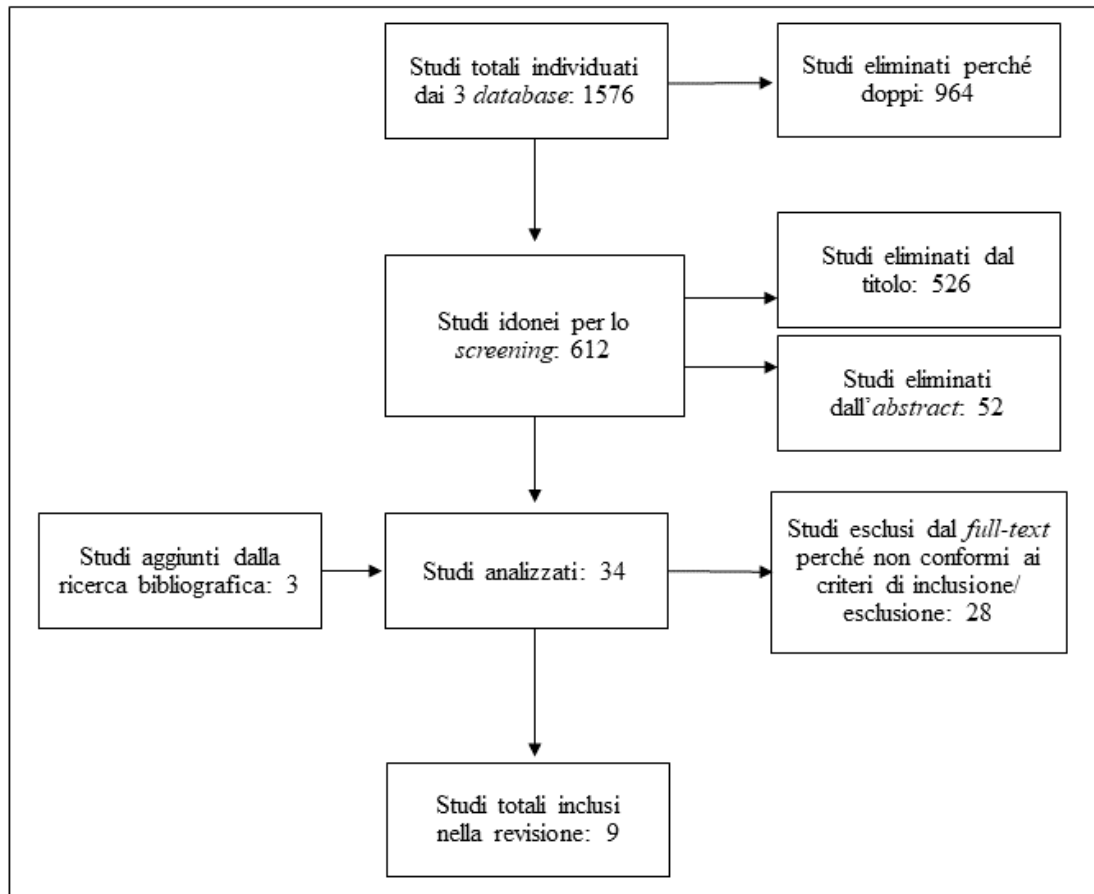 Studi totali individuati
dai 3 database: 1576
Studi eliminati perché
doppi: 964
Studi idonei per lo
screening: 612
Studi eliminati dal
titolo: 526
Studi eliminati
dall'abstract: 52
Studi aggiunti dalla
ricerca bibliografica: 3
Studi analizzati: 34
Studi esclusi dal full-text
perché non conformi ai
criteri di inclusione/
esclusione: 28
Studi totali inclusi
nella revisione: 9